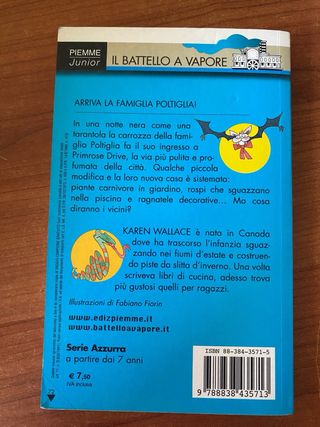 PIEMME
Junior
IL BATTELLO A VAPORE
ARRIVA LA FAMIGLIA POLTIGLIA!
In una notte nera come una
tarantola la carrozza della fami-
glia Poltiglia fa il suo ingresso a
Primrose Drive, la via più pulita e pro-
fumata della città. Qualche piccola
modifica e la loro nuova casa è sistemata:
piante carnivore in giardino, rospi che sguazzano
nella piscina e ragnatele decorative... Mo cosa
diranno i vicini?
KAREN WALLACE è nata in Canada
dove ha trascorso l'infanzia sguaz-
zando nei fiumi d'estate e costruen-
do piste da slitta d'inverno. Una volta
scriveva libri di cucina, adesso trova
più gustosi quelli per ragazzi.
Illustrazioni di Fabiano Fiorin
www.edizpiemme.it
www.battelloavapore.it
Serie Azzurra
a partire dai 7 anni
€ 7,50
IVA inclusa
ISBN 88-384-3571-5
9 788838 435713